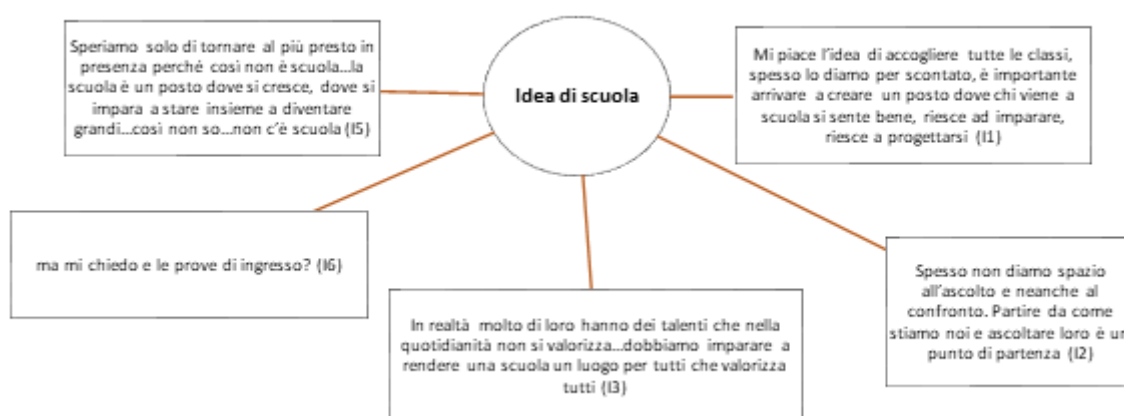 Speriamo solo di tornare al più presto in
presenza perché così non è scuola...la
scuola è un posto dove si cresce, dove si
impara a stare insieme a diventare
grandi...così non so...non c'è scuola (I5)
Idea di scuola
Mi piace l'idea di accogliere tutte le classi,
spesso lo diamo per scontato, è importante
arrivare a creare un posto dove chi viene a
scuola si sente bene, riesce ad imparare,
riesce a progettarsi (I1)
ma mi chiedo e le prove di ingresso? (I6)
In realtà molto di loro hanno dei talenti che nella
quotidianità non si valorizza...dobbiamo imparare a
rendere una scuola un luogo per tutti che valorizza
tutti (I3)
Spesso non diamo spazio
all'ascolto e neanche al
confronto. Partire da come
stiamo noi e ascoltare loro è un
punto di partenza (I2)